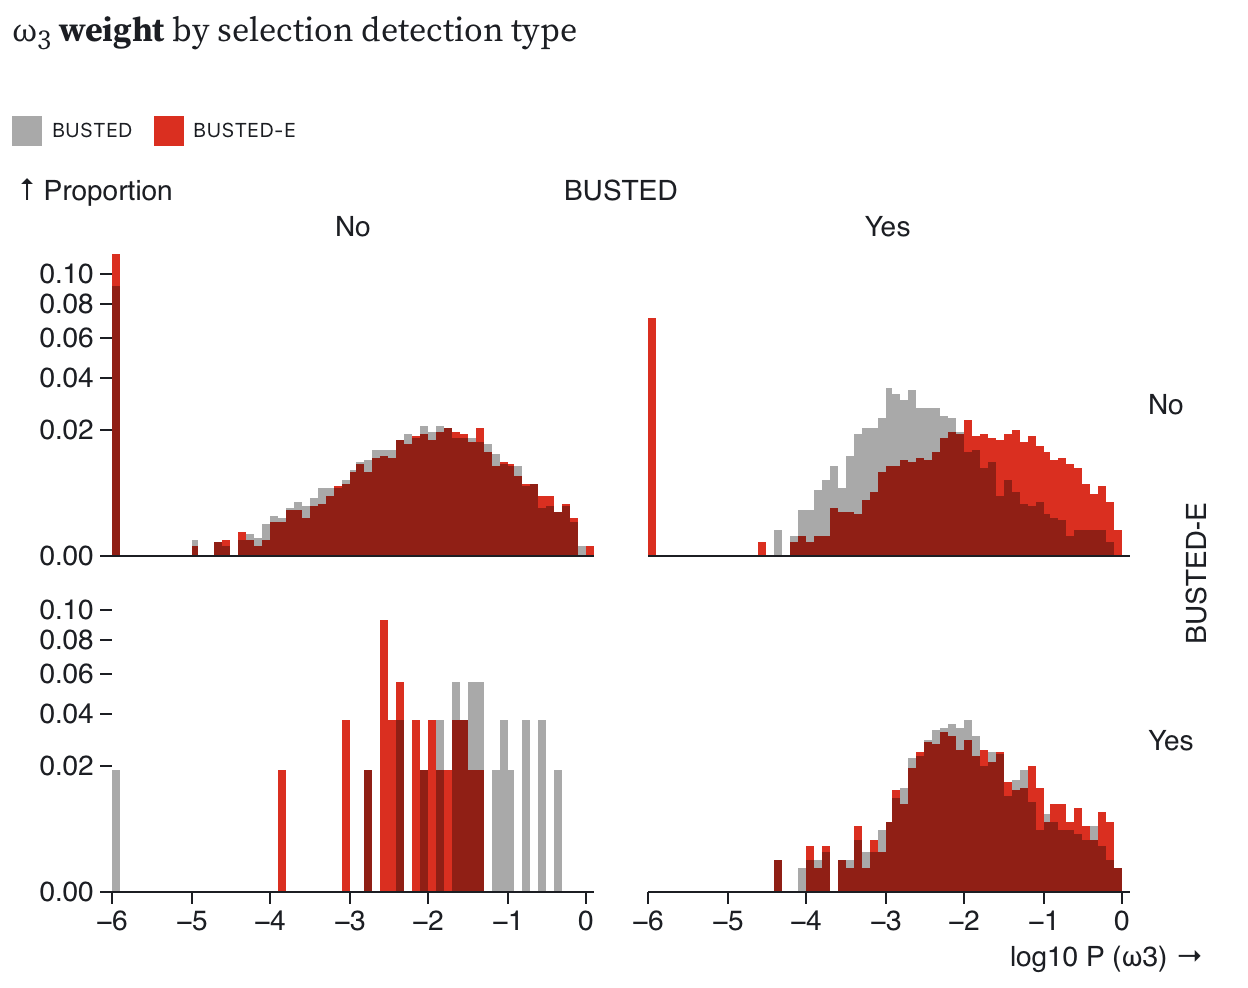 ω3 weight by selection detection type
BUSTED BUSTED-E
↑ Proportion BUSTED
No Yes
0.10
0.08
0.06
0.04
0.02
0.00
No
BUSTED-E
0.10
0.08
0.06
0.04
0.02
0.00
Yes
−6 −5 −4 −3 −2 −1 0 −6 −5 −4 −3 −2 −1 0
log10 P (ω3) →